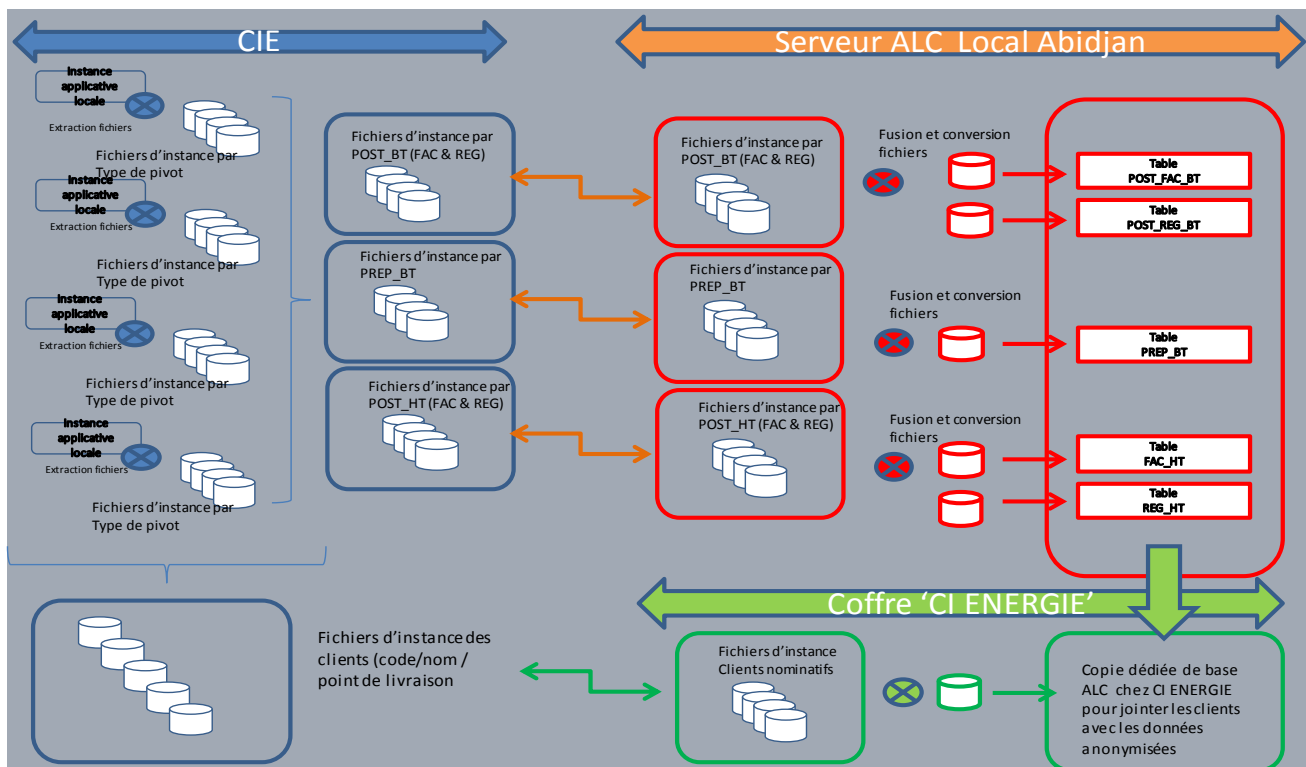 CIE
Serveur ALC Local Abidjan
Instance
applicative
locale
Extraction fichiers
Fichiers d'instance par
Type de pivot
Instance
applicative
locale
Extraction fichiers
Fichiers d'instance par
Type de pivot
Instance
applicative
locale
Extraction fichiers
Fichiers d'instance par
Type de pivot
Instance
applicative
locale
Extraction fichiers
Fichiers d'instance par
Type de pivot
Fichiers d'instance par
POST_BT (FAC & REG)
Fichiers d'instance par
PREP_BT
Fichiers d'instance par
POST_HT (FAC & REG)
Fichiers d'instance par
POST_BT (FAC & REG)
Fichiers d'instance par
PREP_BT
Fichiers d'instance par
POST_HT (FAC & REG)
Fusion et conversion
fichiers
Table
POST_FAC_BT
Table
POST_REG_BT
Fusion et conversion
fichiers
Table
PREP_BT
Fusion et conversion
fichiers
Table
FAC_HT
Table
REG_HT
Coffre 'CI ENERGIE'
Fichiers d'instance des
clients (code/nom /
point de livraison
Fichiers d'instance
Clients nominatifs
Copie dédiée de base
ALC chez CI ENERGIE
pour jointer les clients
avec les données
anonymisées